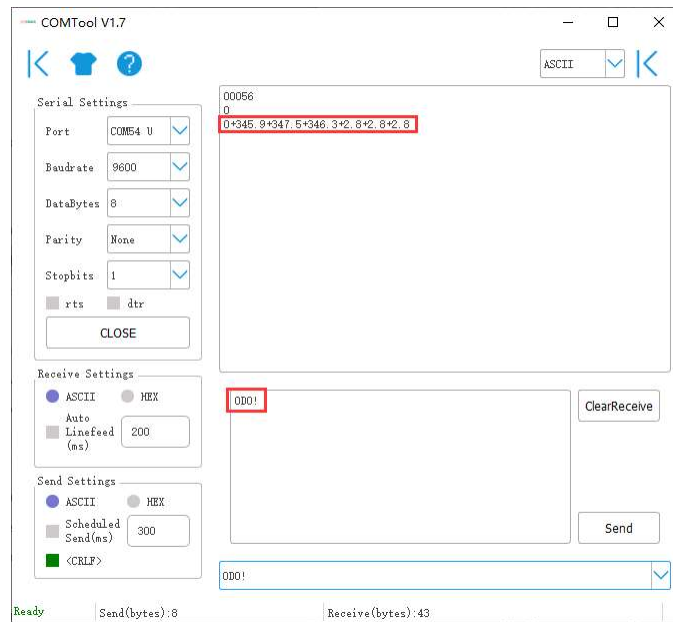 COMTool V1.7
ASCII
Serial Settings
Port COM54 U
Baudrate 9600
DataBytes 8
Parity None
Stopbits 1
rts dtr
CLOSE
00056
0
0+345.9+347.5+346.3+2.8+2.8+2.8
Receive Settings
ASCII HEX
Auto
Linefeed
(ms)
200
Send Settings
ASCII HEX
Scheduled
Send(ms)
300
<CRLF>
0D0!
ClearReceive
Send
0D0!
Ready Send(bytes):8 Receive(bytes):43